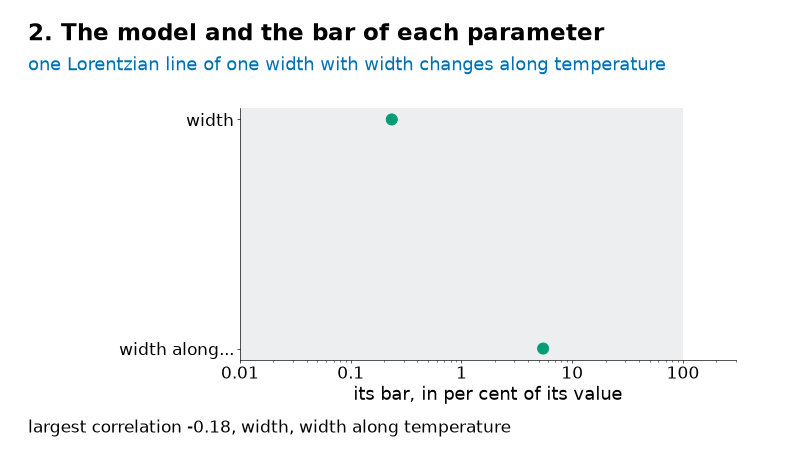 2. The model and the bar of each parameter
one Lorentzian line of one width with width changes along temperature
width
width along...
0.01 0.1 1 10 100
its bar, in per cent of its value
largest correlation -0.18, width, width along temperature